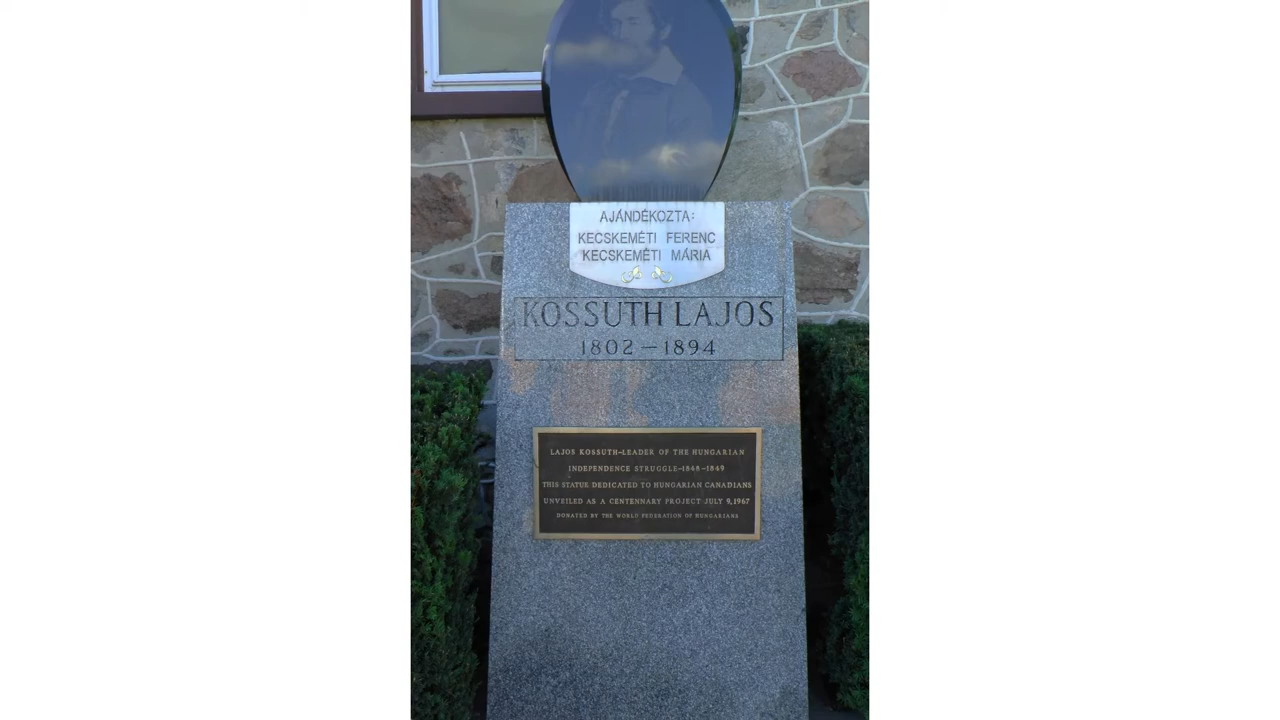 AJÁNDÉKOZTA:
KECSKEMÉTI FERENC
KECSKEMÉTI MÁRIA
KOSSUTH LAJOS
1802—1894
LAJOS KOSSUTH-LEADER OF THE HUNGARIAN
INDEPENDENCE STRUGGLE-1848-1849
THIS STATUE DEDICATED TO HUNGARIAN CANADIANS
UNVEILED AS A CENTENNARY PROJECT JULY 9, 1967
DONATED BY THE WORLD FEDERATION OF HUNGARIANS